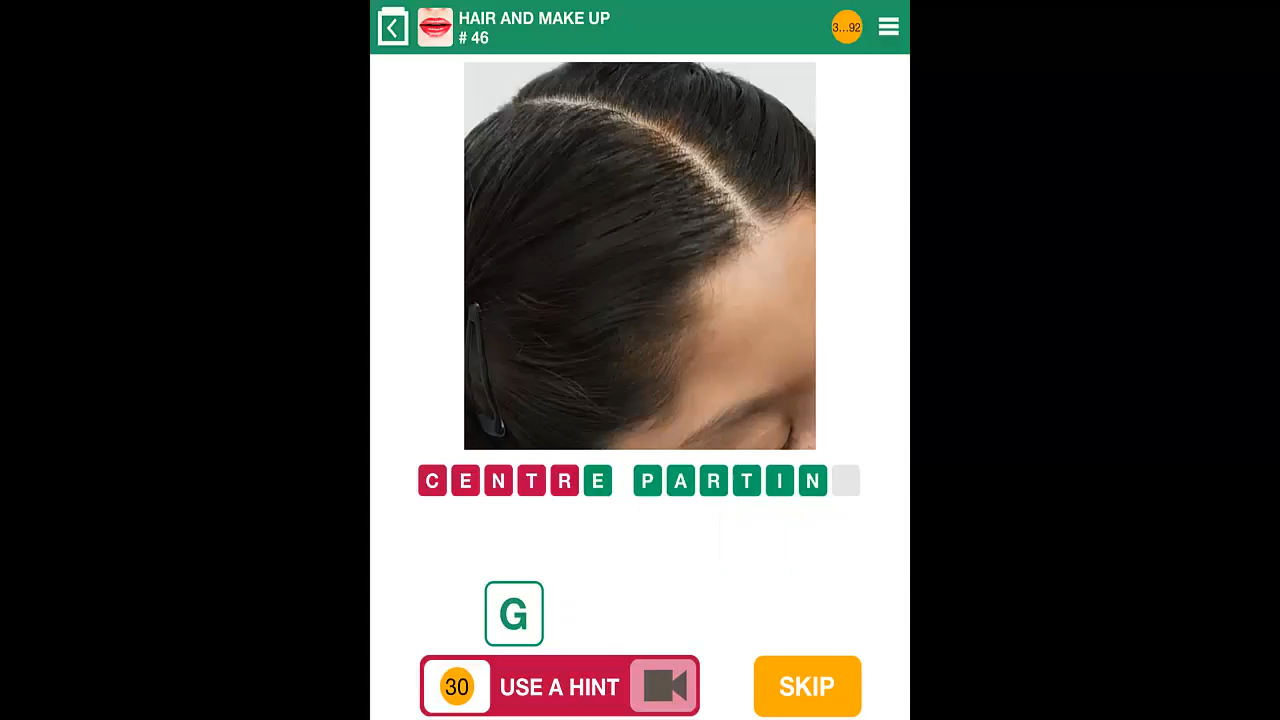 HAIR AND MAKE UP
# 46
3...92
CENTRE PARTIN
G
30 USE A HINT
SKIP